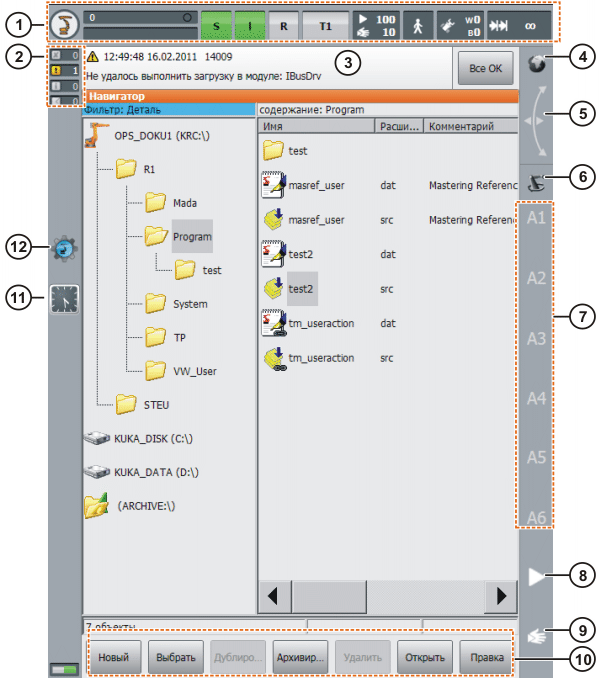 1
0
S
I
R
T1
100
10
W0
B0
∞
2
0
1
0
0
12:49:48 16.02.2011 14009
Не удалось выполнить загрузку в модуле: IBusDrv
3
Все OK
4
Навигатор
Фильтр: Деталь
содержание: Program
Имя Расши... Комментарий
5
OPS_DOKU1 (KRC:\)
R1
Mada
Program
test
System
TP
VW_User
STEU
KUKA_DISK (C:\)
KUKA_DATA (D:\)
(ARCHIVE:\)
test
masref_user dat Mastering Referenc
masref_user src Mastering Referenc
test2 dat
test2 src
tm_useraction dat
tm_useraction src
6
A1
A2
A3
A4
A5
A6
7
12
11
8
9
7 объекты
Новый
Выбрать
Дублиро...
Архивир...
Удалить
Открыть
Правка
10